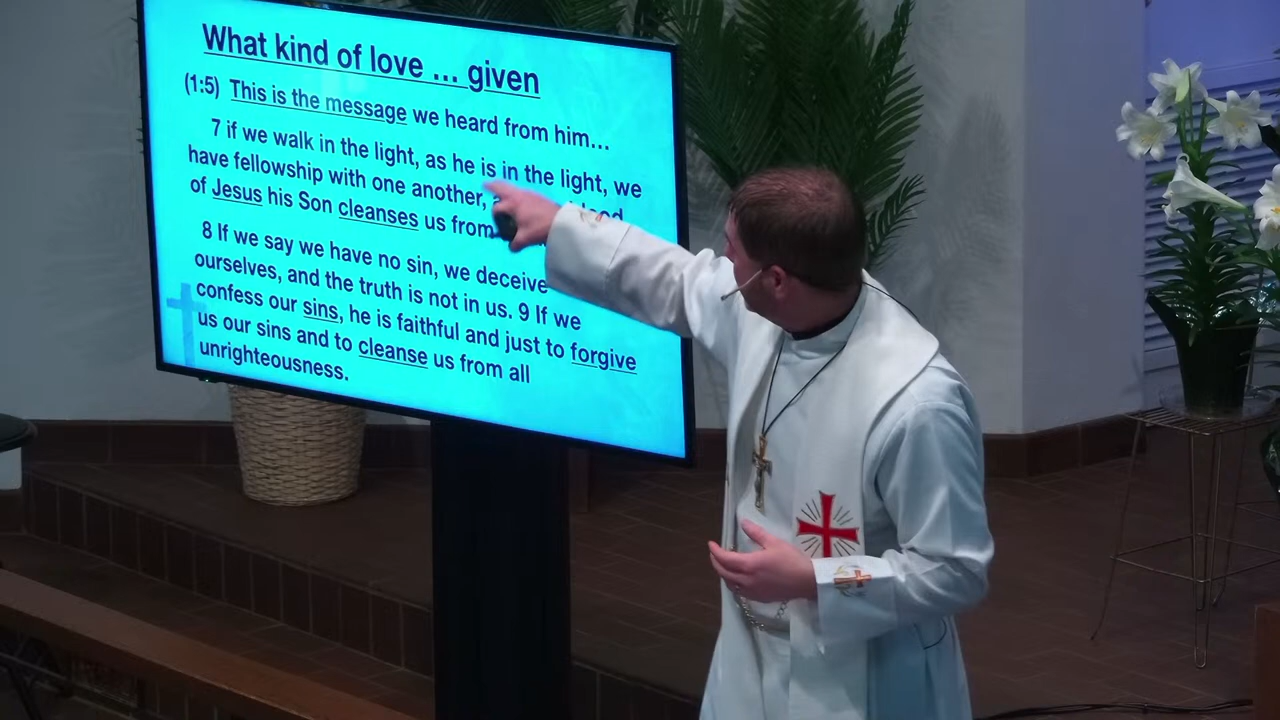 What kind of love ... given
(1:5) This is the message we heard from him...
7 if we walk in the light, as he is in the light, we
have fellowship with one another,
of Jesus his Son cleanses us from
8 If we say we have no sin, we deceive
ourselves, and the truth is not in us. 9 If we
confess our sins, he is faithful and just to forgive
us our sins and to cleanse us from all
unrighteousness.